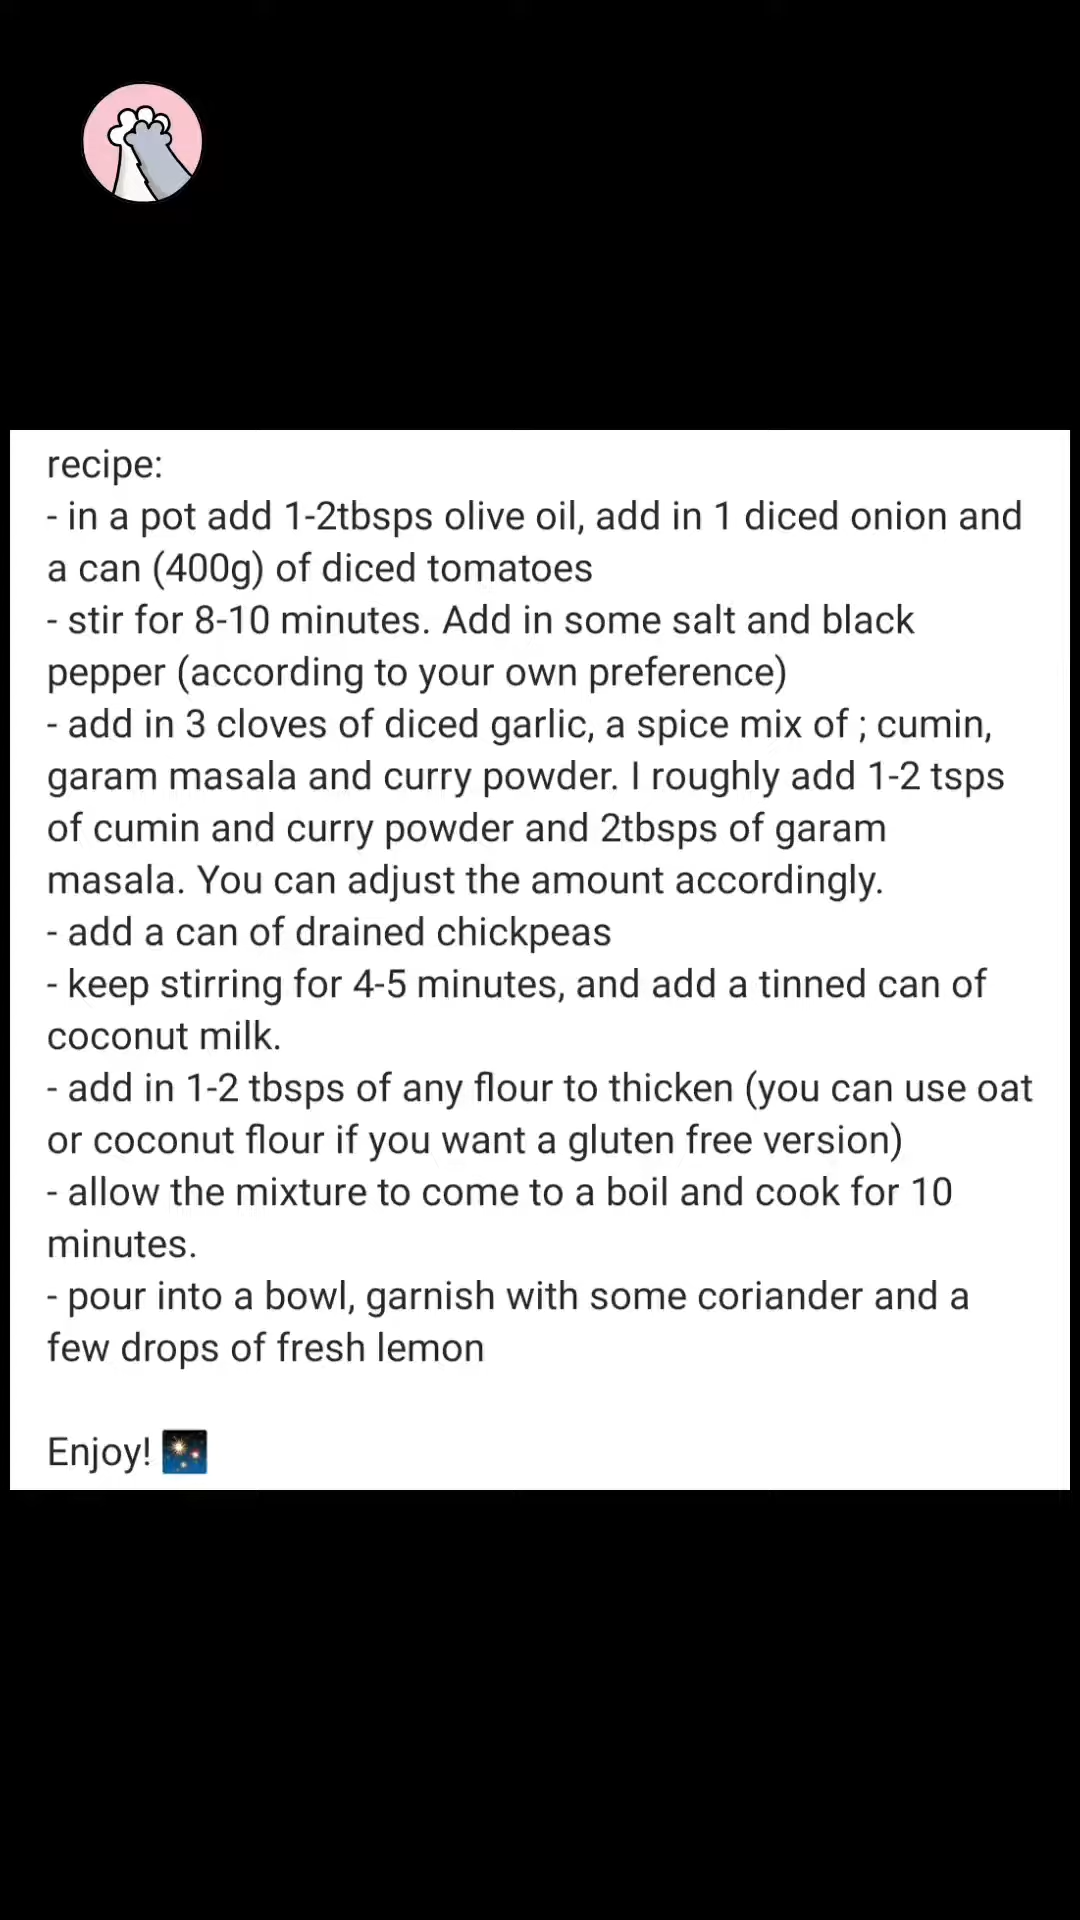 recipe:
- in a pot add 1-2tbsps olive oil, add in 1 diced onion and
a can (400g) of diced tomatoes
- stir for 8-10 minutes. Add in some salt and black
pepper (according to your own preference)
- add in 3 cloves of diced garlic, a spice mix of ; cumin,
garam masala and curry powder. I roughly add 1-2 tsps
of cumin and curry powder and 2tbsps of garam
masala. You can adjust the amount accordingly.
- add a can of drained chickpeas
- keep stirring for 4-5 minutes, and add a tinned can of
coconut milk.
- add in 1-2 tbsps of any flour to thicken (you can use oat
or coconut flour if you want a gluten free version)
- allow the mixture to come to a boil and cook for 10
minutes.
- pour into a bowl, garnish with some coriander and a
few drops of fresh lemon
Enjoy! 🎇